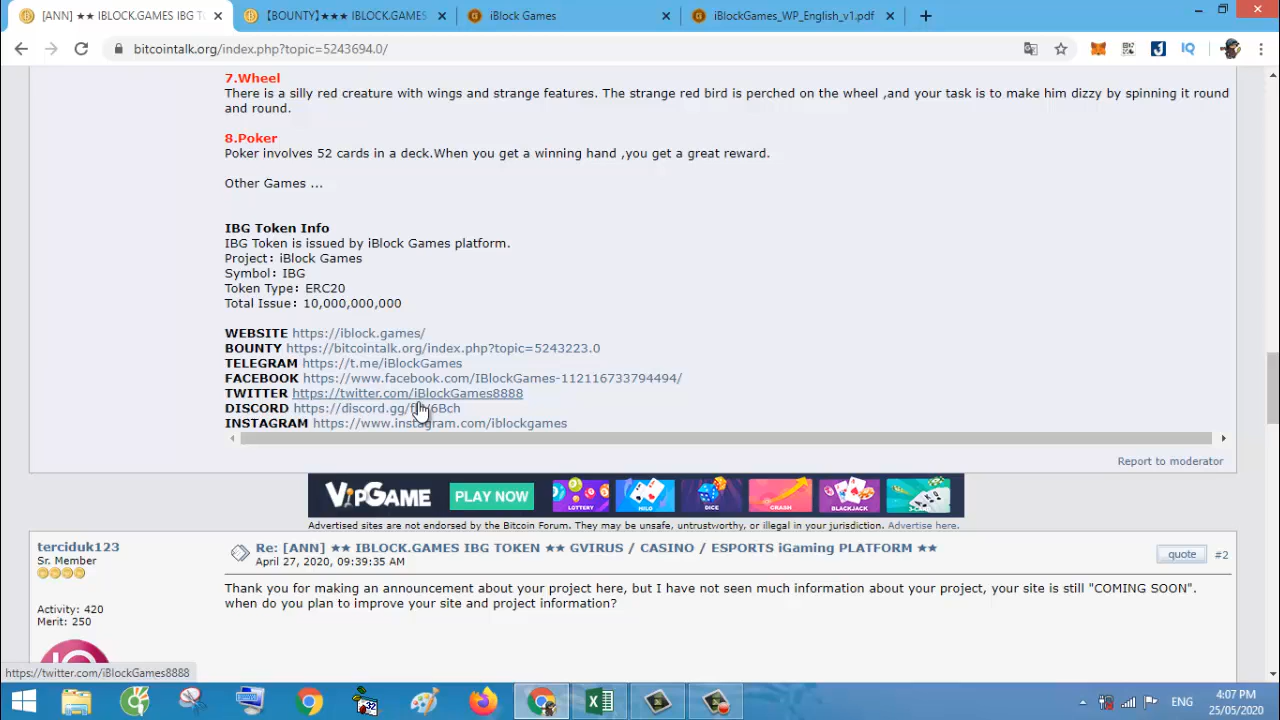 [ANN] ★★ IBLOCK.GAMES IBG T
【BOUNTY】★★★ IBLOCK.GAMES
iBlock Games
iBlockGames_WP_English_v1.pdf
bitcointalk.org/index.php?topic=5243694.0/
7.Wheel
There is a silly red creature with wings and strange features. The strange red bird is perched on the wheel ,and your task is to make him dizzy by spinning it round
and round.
8.Poker
Poker involves 52 cards in a deck.When you get a winning hand ,you get a great reward.
Other Games ...
IBG Token Info
IBG Token is issued by iBlock Games platform.
Project: iBlock Games
Symbol: IBG
Token Type: ERC20
Total Issue: 10,000,000,000
WEBSITE https://iblock.games/
BOUNTY https://bitcointalk.org/index.php?topic=5243223.0
TELEGRAM https://t.me/iBlockGames
FACEBOOK https://www.facebook.com/IBlockGames-112116733794494/
TWITTER https://twitter.com/iBlockGames8888
DISCORD https://discord.gg/
INSTAGRAM https://www.instagram.com/iblockgames
Report to moderator
VIPGAME PLAY NOW LOTTERY HILO DICE CRASH BLACKJACK
Advertised sites are not endorsed by the Bitcoin Forum. They may be unsafe, untrustworthy, or illegal in your jurisdiction. Advertise here.
terciduk123
Re: [ANN] ★★ IBLOCK.GAMES IBG TOKEN ★★ GVIRUS / CASINO / ESPORTS iGaming PLATFORM ★★
quote #2
Sr. Member
April 27, 2020, 09:39:35 AM
Thank you for making an announcement about your project here, but I have not seen much information about your project, your site is still "COMING SOON".
when do you plan to improve your site and project information?
Activity: 420
Merit: 250
https://twitter.com/iBlockGames8888
ENG
4:07 PM
25/05/2020